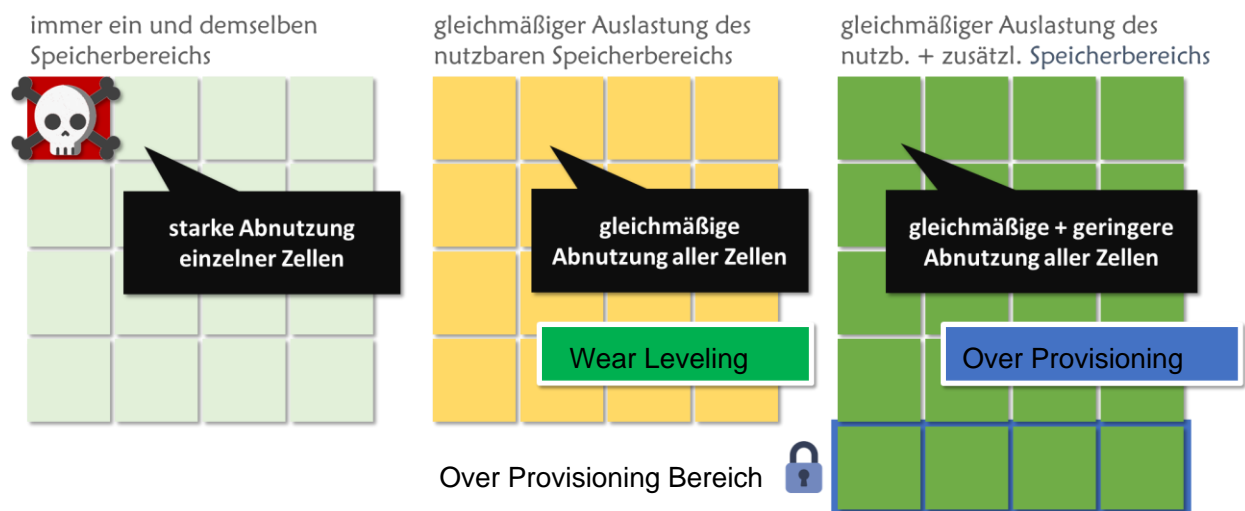 immer ein und demselben
Speicherbereichs
starke Abnutzung
einzelner Zellen
gleichmäßiger Auslastung des
nutzbaren Speicherbereichs
gleichmäßige
Abnutzung aller Zellen
Wear Leveling
gleichmäßiger Auslastung des
nutzb. + zusätzl. Speicherbereichs
gleichmäßige + geringere
Abnutzung aller Zellen
Over Provisioning
Over Provisioning Bereich